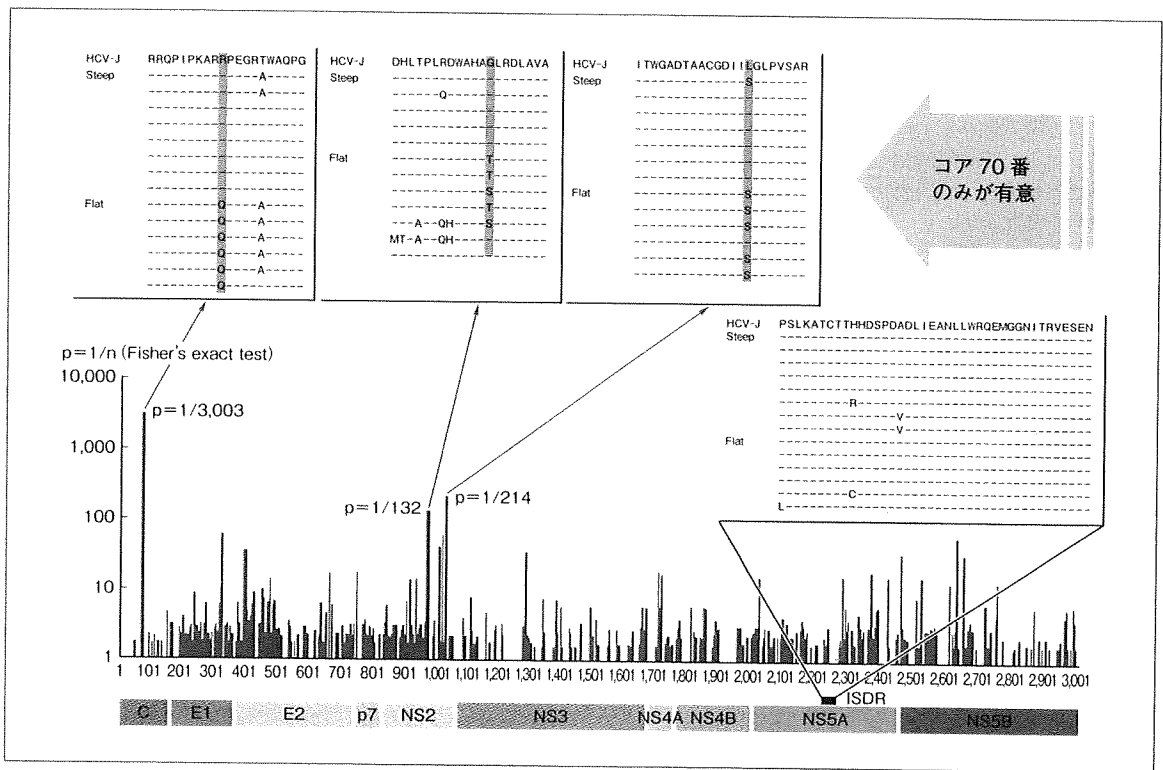 HCV-J RRQPIPKARRPEGRTWAQPG
Steep --------------A-----
--------------A-----
--------------------
--------------------
--------------------
--------------------
--------------------
--------------------
Flat ---------Q----A-----
---------Q----A-----
---------Q----A-----
---------Q----A-----
---------Q----A-----
---------Q----------
HCV-J DHLTPLRDWAHAGLRDLAVA
Steep --------------------
------Q-------------
--------------------
--------------------
--------------------
Flat ------------T-------
------------T-------
------------S-------
------------T-------
---A--QH----S-------
MT-A--QH------------
--------------------
HCV-J ITWGADTAACGDIILGLPVSAR
Steep ---------------S------
----------------------
----------------------
----------------------
----------------------
----------------------
----------------------
Flat ---------------S------
---------------S------
---------------S------
----------------------
---------------S------
---------------S------
コア 70 番
のみが有意
HCV-J PSLKATCTTHHDSPDADLIEANLLWRQEMGGNITRVESEN
Steep ----------------------------------------
----------------------------------------
----------------------------------------
----------------------------------------
----------------------------------------
---------R------------------------------
---------------V------------------------
---------------V------------------------
Flat ----------------------------------------
----------------------------------------
----------------------------------------
----------------------------------------
---------C------------------------------
L---------------------------------------
p=1/n (Fisher's exact test)
10,000
1,000
100
10
1
p=1/3,003
p=1/132
p=1/214
1 101 201 301 401 501 601 701 801 901 1,001 1,101 1,201 1,301 1,401 1,501 1,601 1,701 1,801 1,901 2,001 2,101 2,201 2,301 2,401 2,501 2,601 2,701 2,801 2,901 3,001
ISDR
C E1 E2 p7 NS2 NS3 NS4A NS4B NS5A NS5B